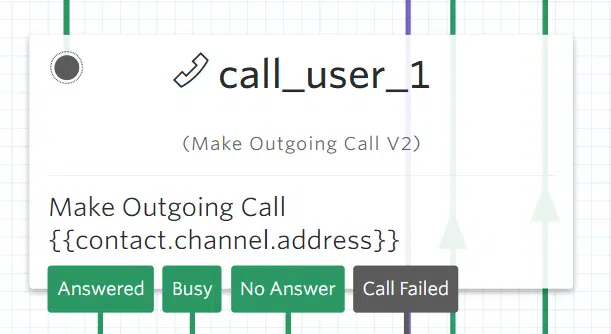 call_user_1
(Make Outgoing Call V2)
Make Outgoing Call
{{contact.channel.address}}
Answered Busy No Answer Call Failed